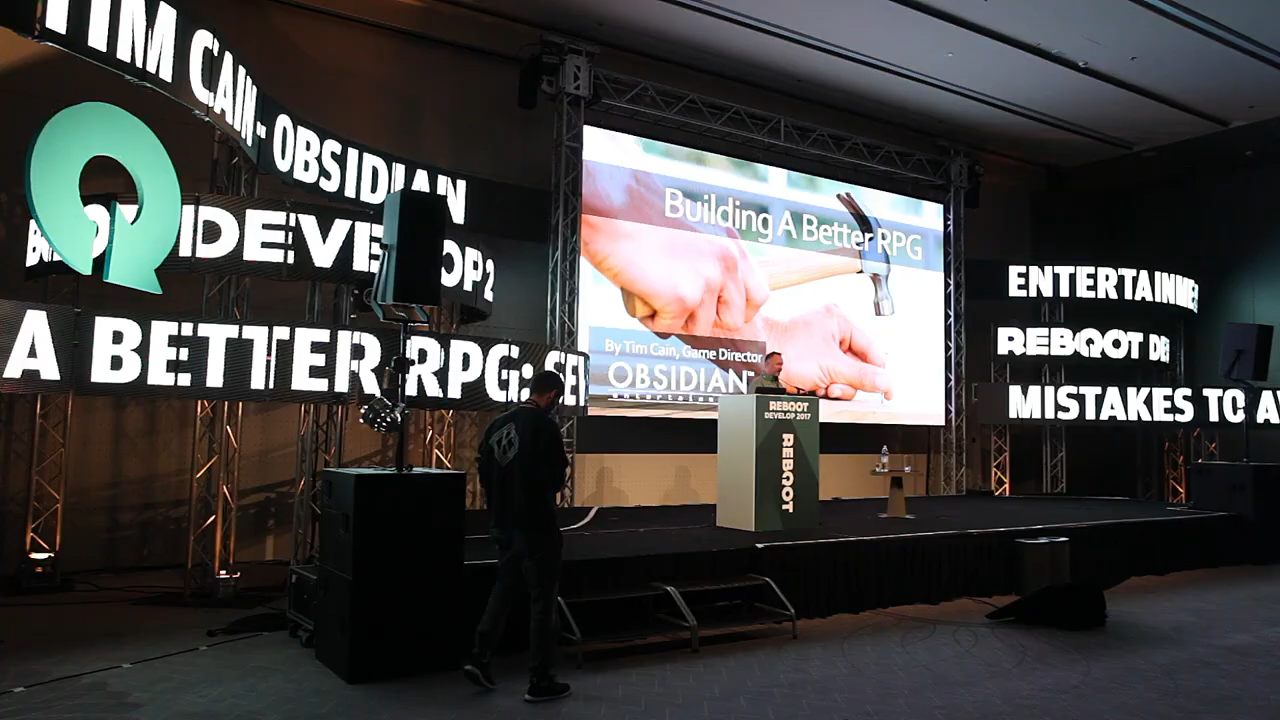 TIM CAIN - OBSIDIAN
DEVE
OP2
A BETTER RPG: SEV
Building A Better RPG
By Tim Cain, Game Director
OBSIDIAN
REBOOT
DEVELOP 2017
REBOOT
ENTERTAINME
REBOOT DE
MISTAKES TO AV